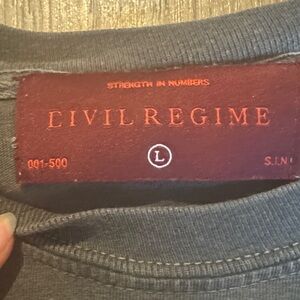 STRENGTH IN NUMBERS
CIVIL REGIME
001-500 L S.I.N